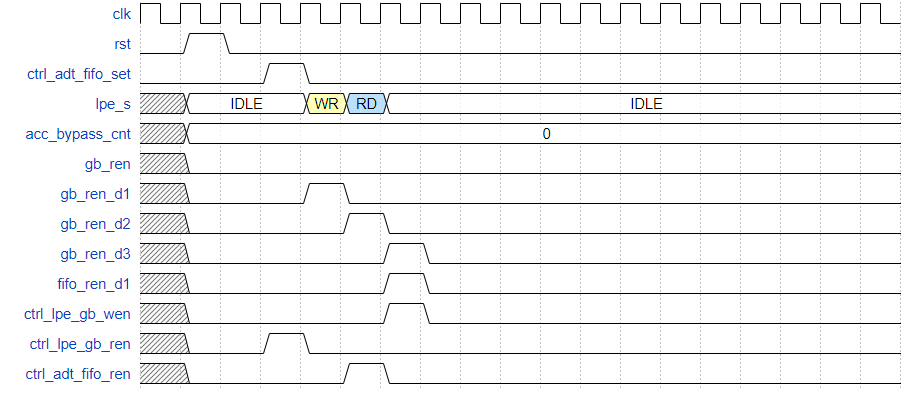 clk
rst
ctrl_adt_fifo_set
lpe_s IDLE WR RD IDLE
acc_bypass_cnt 0
gb_ren
gb_ren_d1
gb_ren_d2
gb_ren_d3
fifo_ren_d1
ctrl_lpe_gb_wen
ctrl_lpe_gb_ren
ctrl_adt_fifo_ren